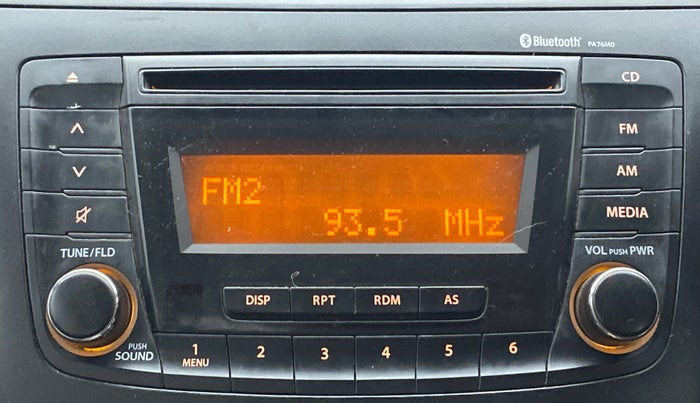 Bluetooth® PA76M0
CD
FM
AM
MEDIA
FM2
93.5 MHz
TUNE/FLD
VOL PUSH PWR
DISP RPT RDM AS
PUSH
SOUND
1 2 3 4 5 6
MENU